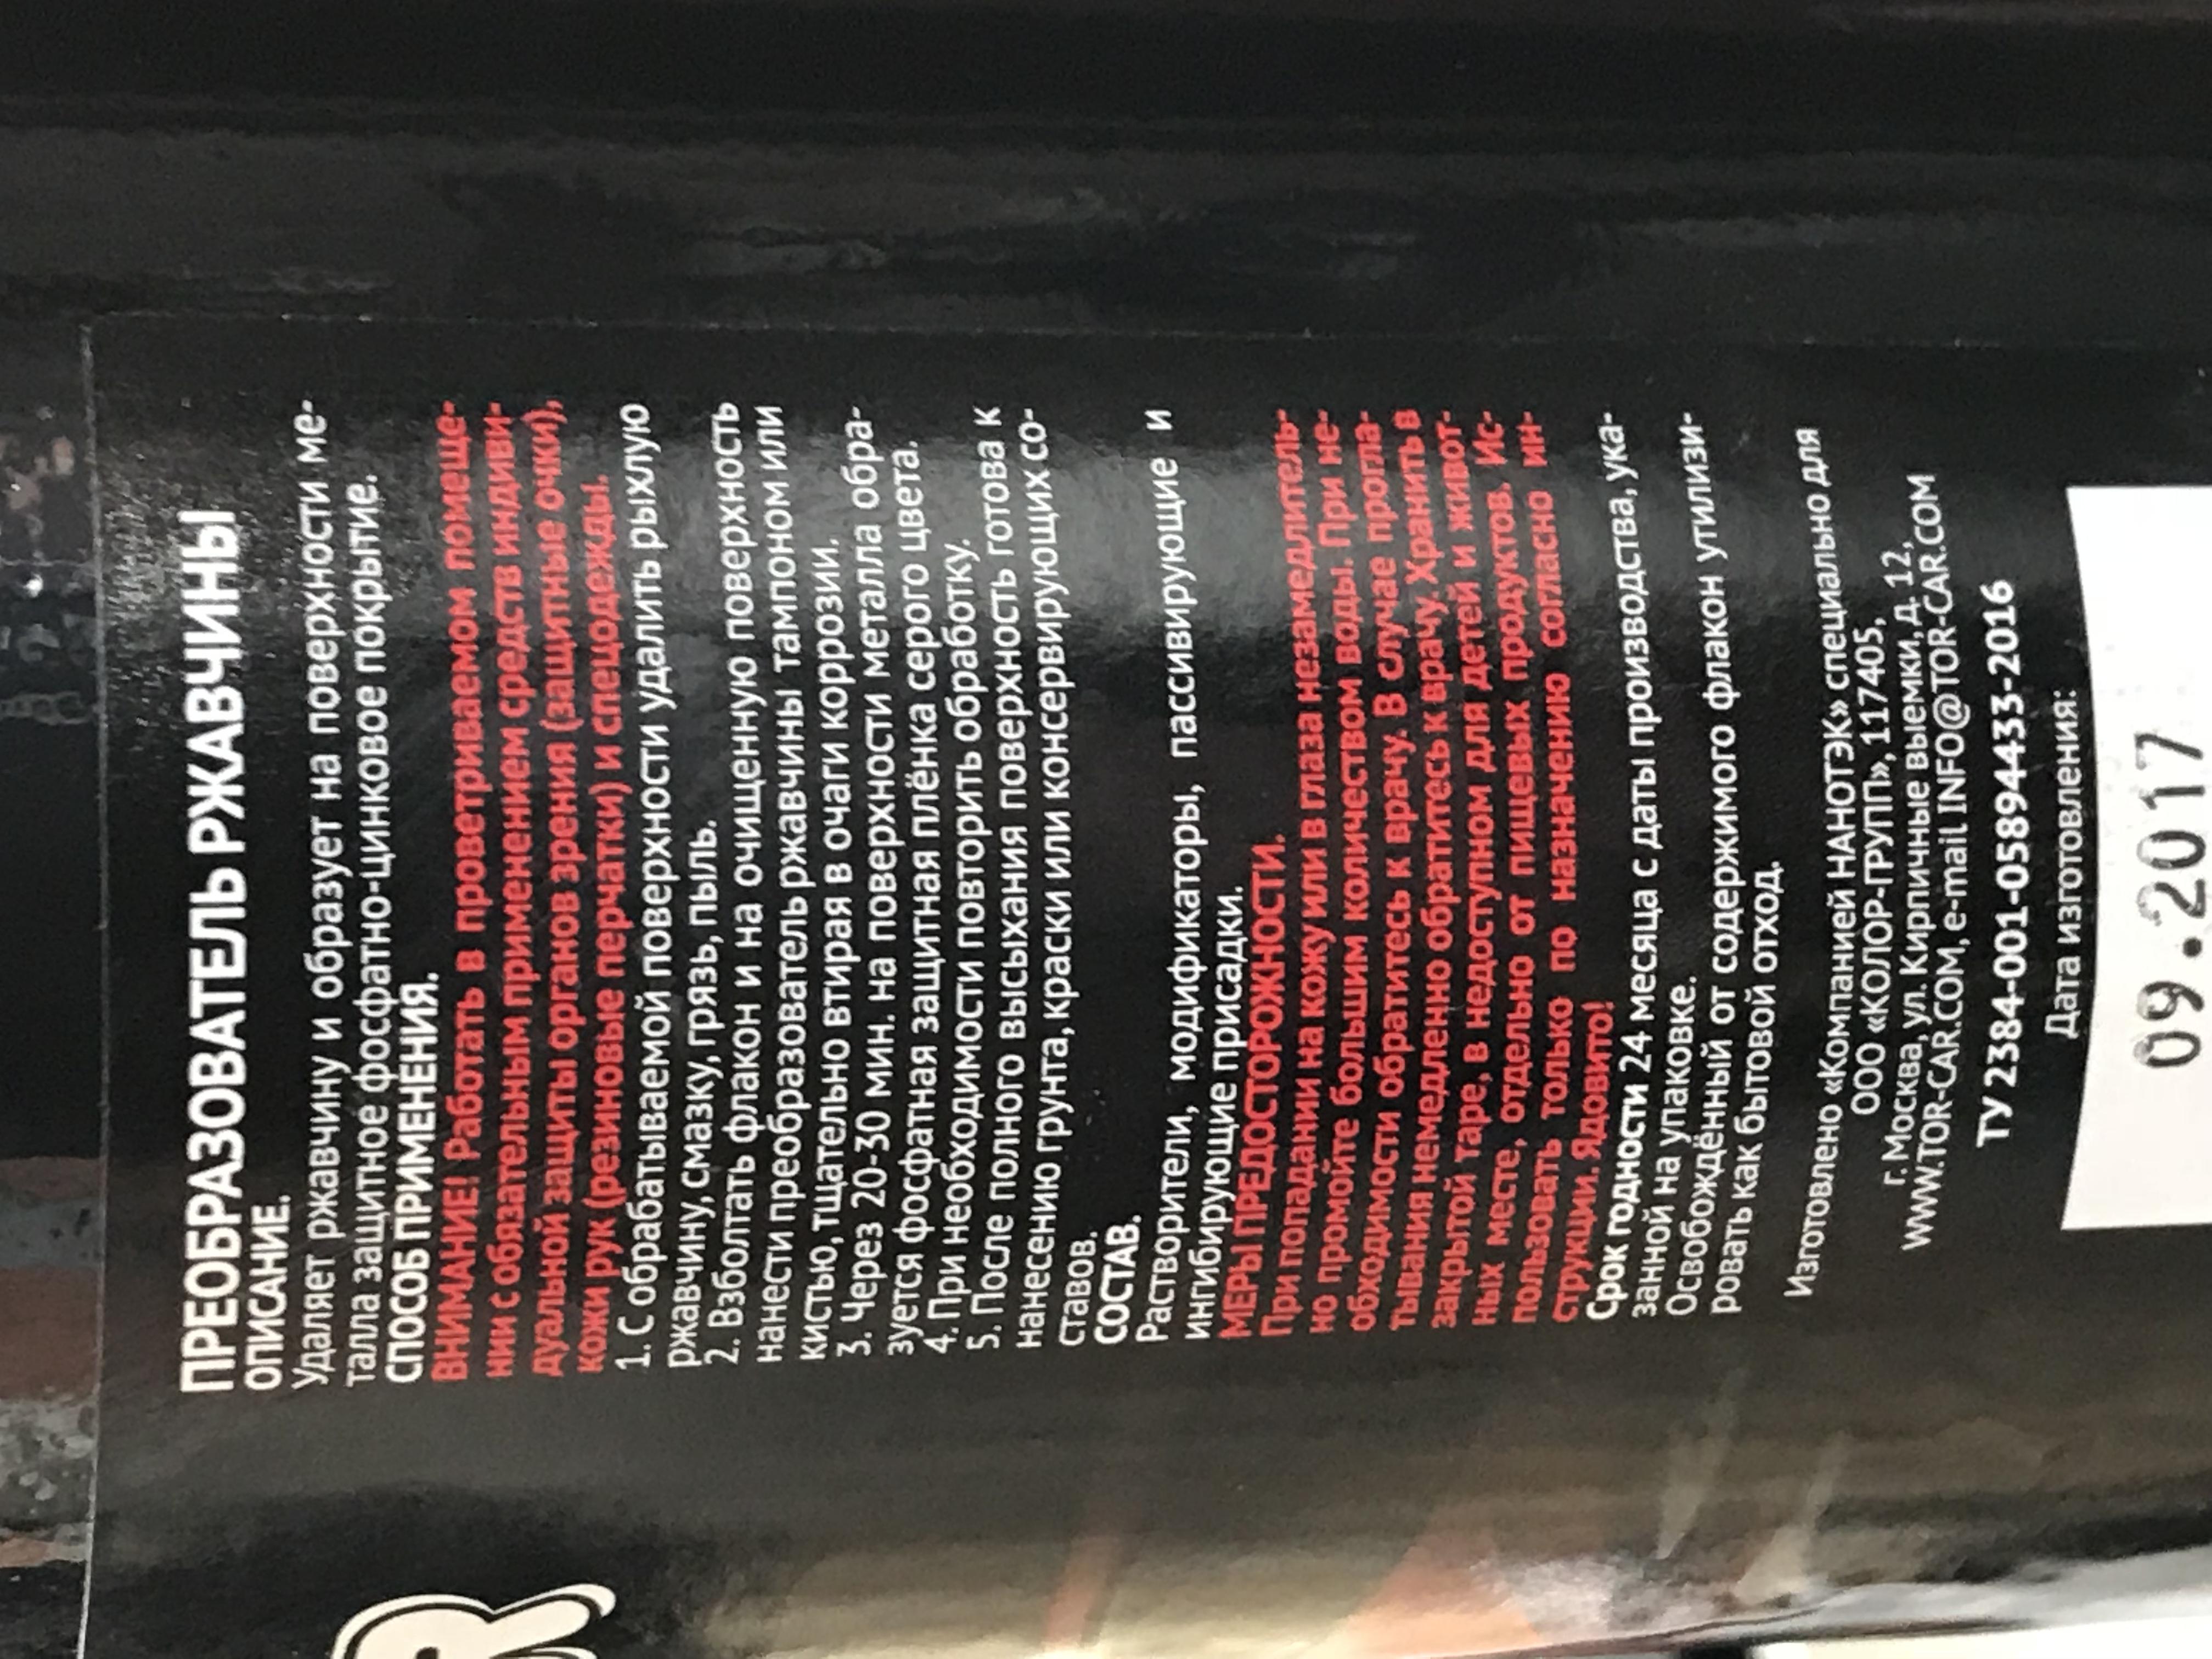 ПРЕОБРАЗОВАТЕЛЬ РЖАВЧИНЫ
ОПИСАНИЕ.
Удаляет ржавчину и образует на поверхности ме-
талла защитное фосфатно-цинковое покрытие.
СПОСОБ ПРИМЕНЕНИЯ.
ВНИМАНИЕ! Работать в проветриваемом помеще-
нии с обязательным применением средств индиви-
дуальной защиты органов зрения (защитные очки),
кожи рук (резиновые перчатки) и спецодежды.
1. С обрабатываемой поверхности удалить рыхлую
ржавчину, смазку, грязь, пыль.
2. Взболтать флакон и на очищенную поверхность
нанести преобразователь ржавчины тампоном или
кистью, тщательно втирая в очаги коррозии.
3. Через 20-30 мин. на поверхности металла обра-
зуется фосфатная защитная плёнка серого цвета.
4. При необходимости повторить обработку.
5. После полного высыхания поверхность готова к
нанесению грунта, краски или консервирующих со-
ставов.
СОСТАВ.
Растворители, модификаторы, пассивирующие и
ингибирующие присадки.
МЕРЫ ПРЕДОСТОРОЖНОСТИ.
При попадании на кожу или в глаза незамедлитель-
но промойте большим количеством воды. При не-
обходимости обратитесь к врачу. В случае прогла-
тывания немедленно обратитесь к врачу. Хранить в
закрытой таре, в недоступном для детей и живот-
ных месте, отдельно от пищевых продуктов. Ис-
пользовать только по назначению согласно ин-
струкции. Ядовито!
Срок годности 24 месяца с даты производства, ука-
занной на упаковке.
Освобождённый от содержимого флакон утилизи-
ровать как бытовой отход.
Изготовлено «Компанией НАНОТЭК» специально для
ООО «КОЛОР-ГРУПП», 117405,
г. Москва, ул. Кирпичные выемки, д. 12,
WWW.TOR-CAR.COM, e-mail INFO@TOR-CAR.COM
ТУ 2384-001-05894433-2016
Дата изготовления:
09.2017
R